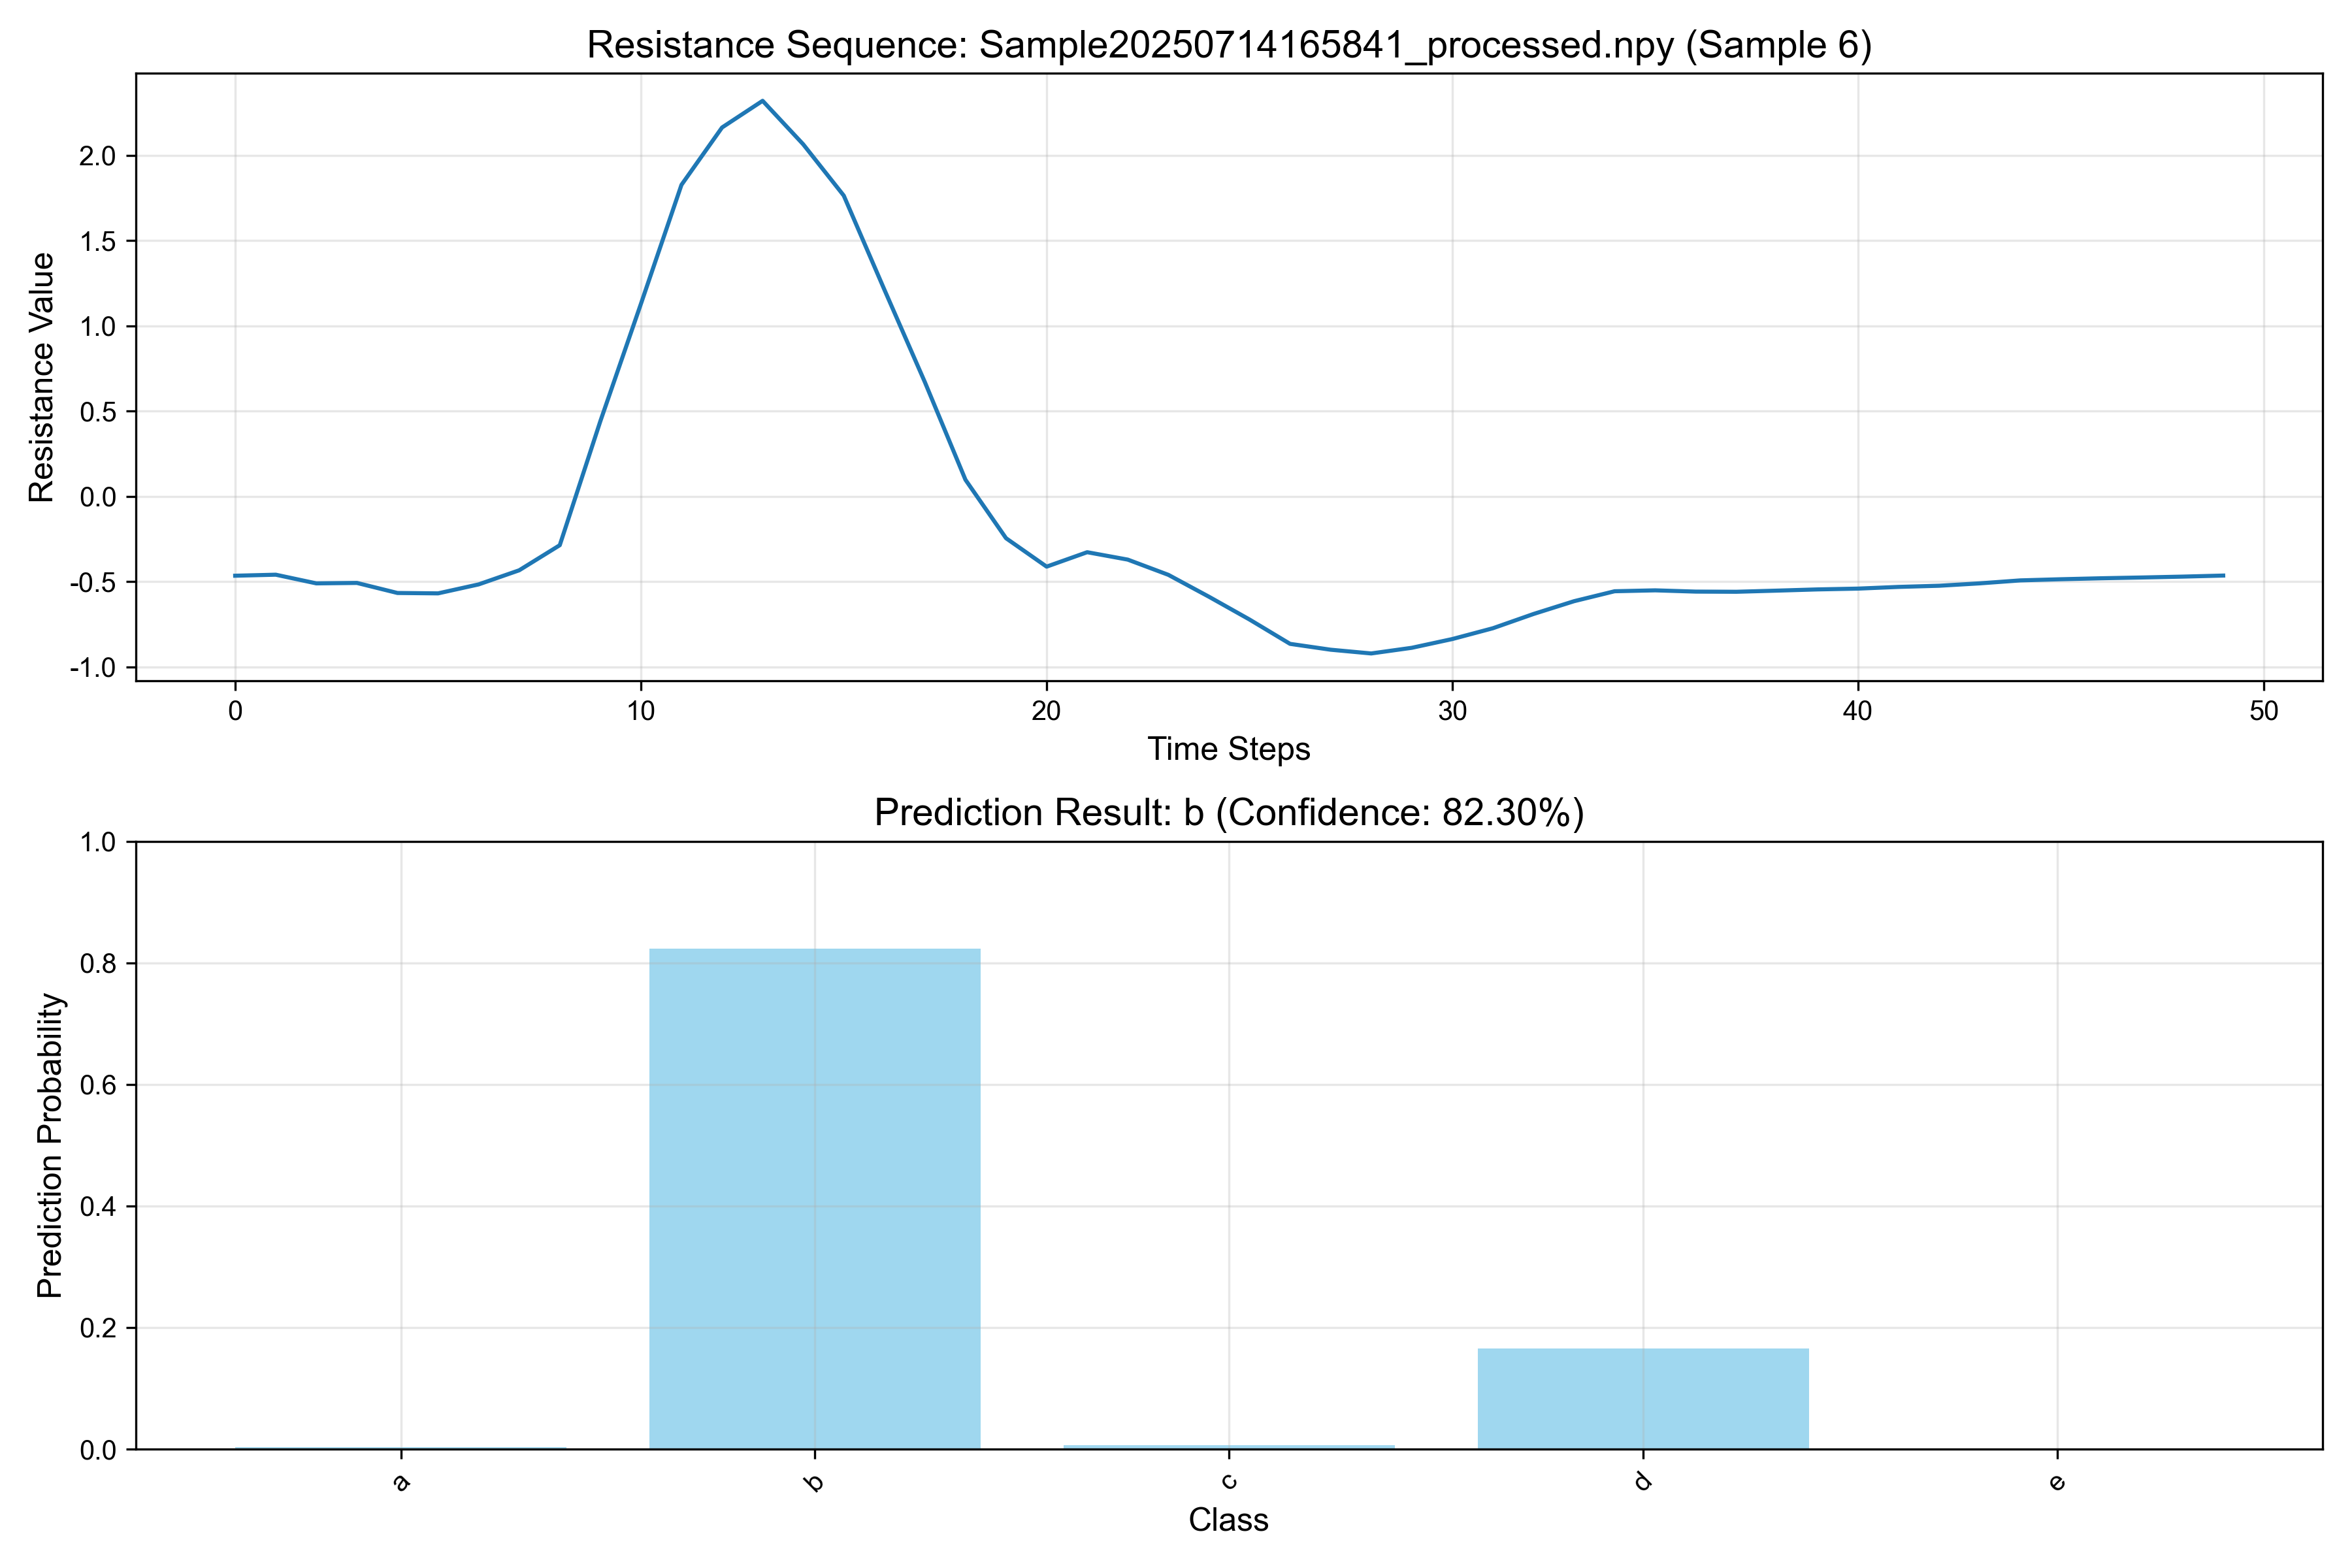 Resistance Sequence: Sample20250714165841_processed.npy (Sample 6)
Resistance Value
2.0
1.5
1.0
0.5
0.0
-0.5
-1.0
0 10 20 30 40 50
Time Steps
Prediction Result: b (Confidence: 82.30%)
Prediction Probability
1.0
0.8
0.6
0.4
0.2
0.0
a b c d e
Class